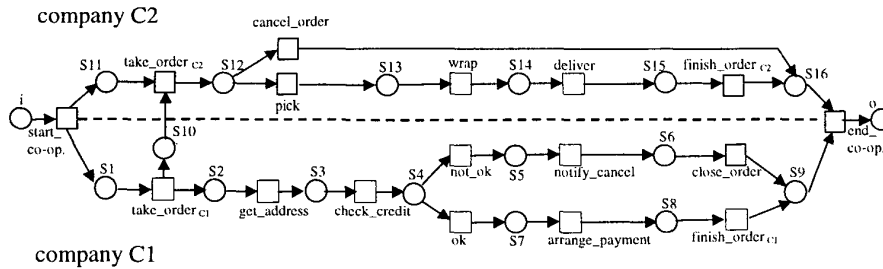 company C2
cancel_order
S11 take_order C2 S12 S13 wrap S14 deliver S15 finish_order C2 S16
pick
i o
start_ co-op. end_ co-op.
S10
S1 S2 S3 S4 not_ok S5 notify_cancel S6 close_order S9
take_order C1 get_address check_credit
ok S7 arrange_payment S8 finish_order C1
company C1